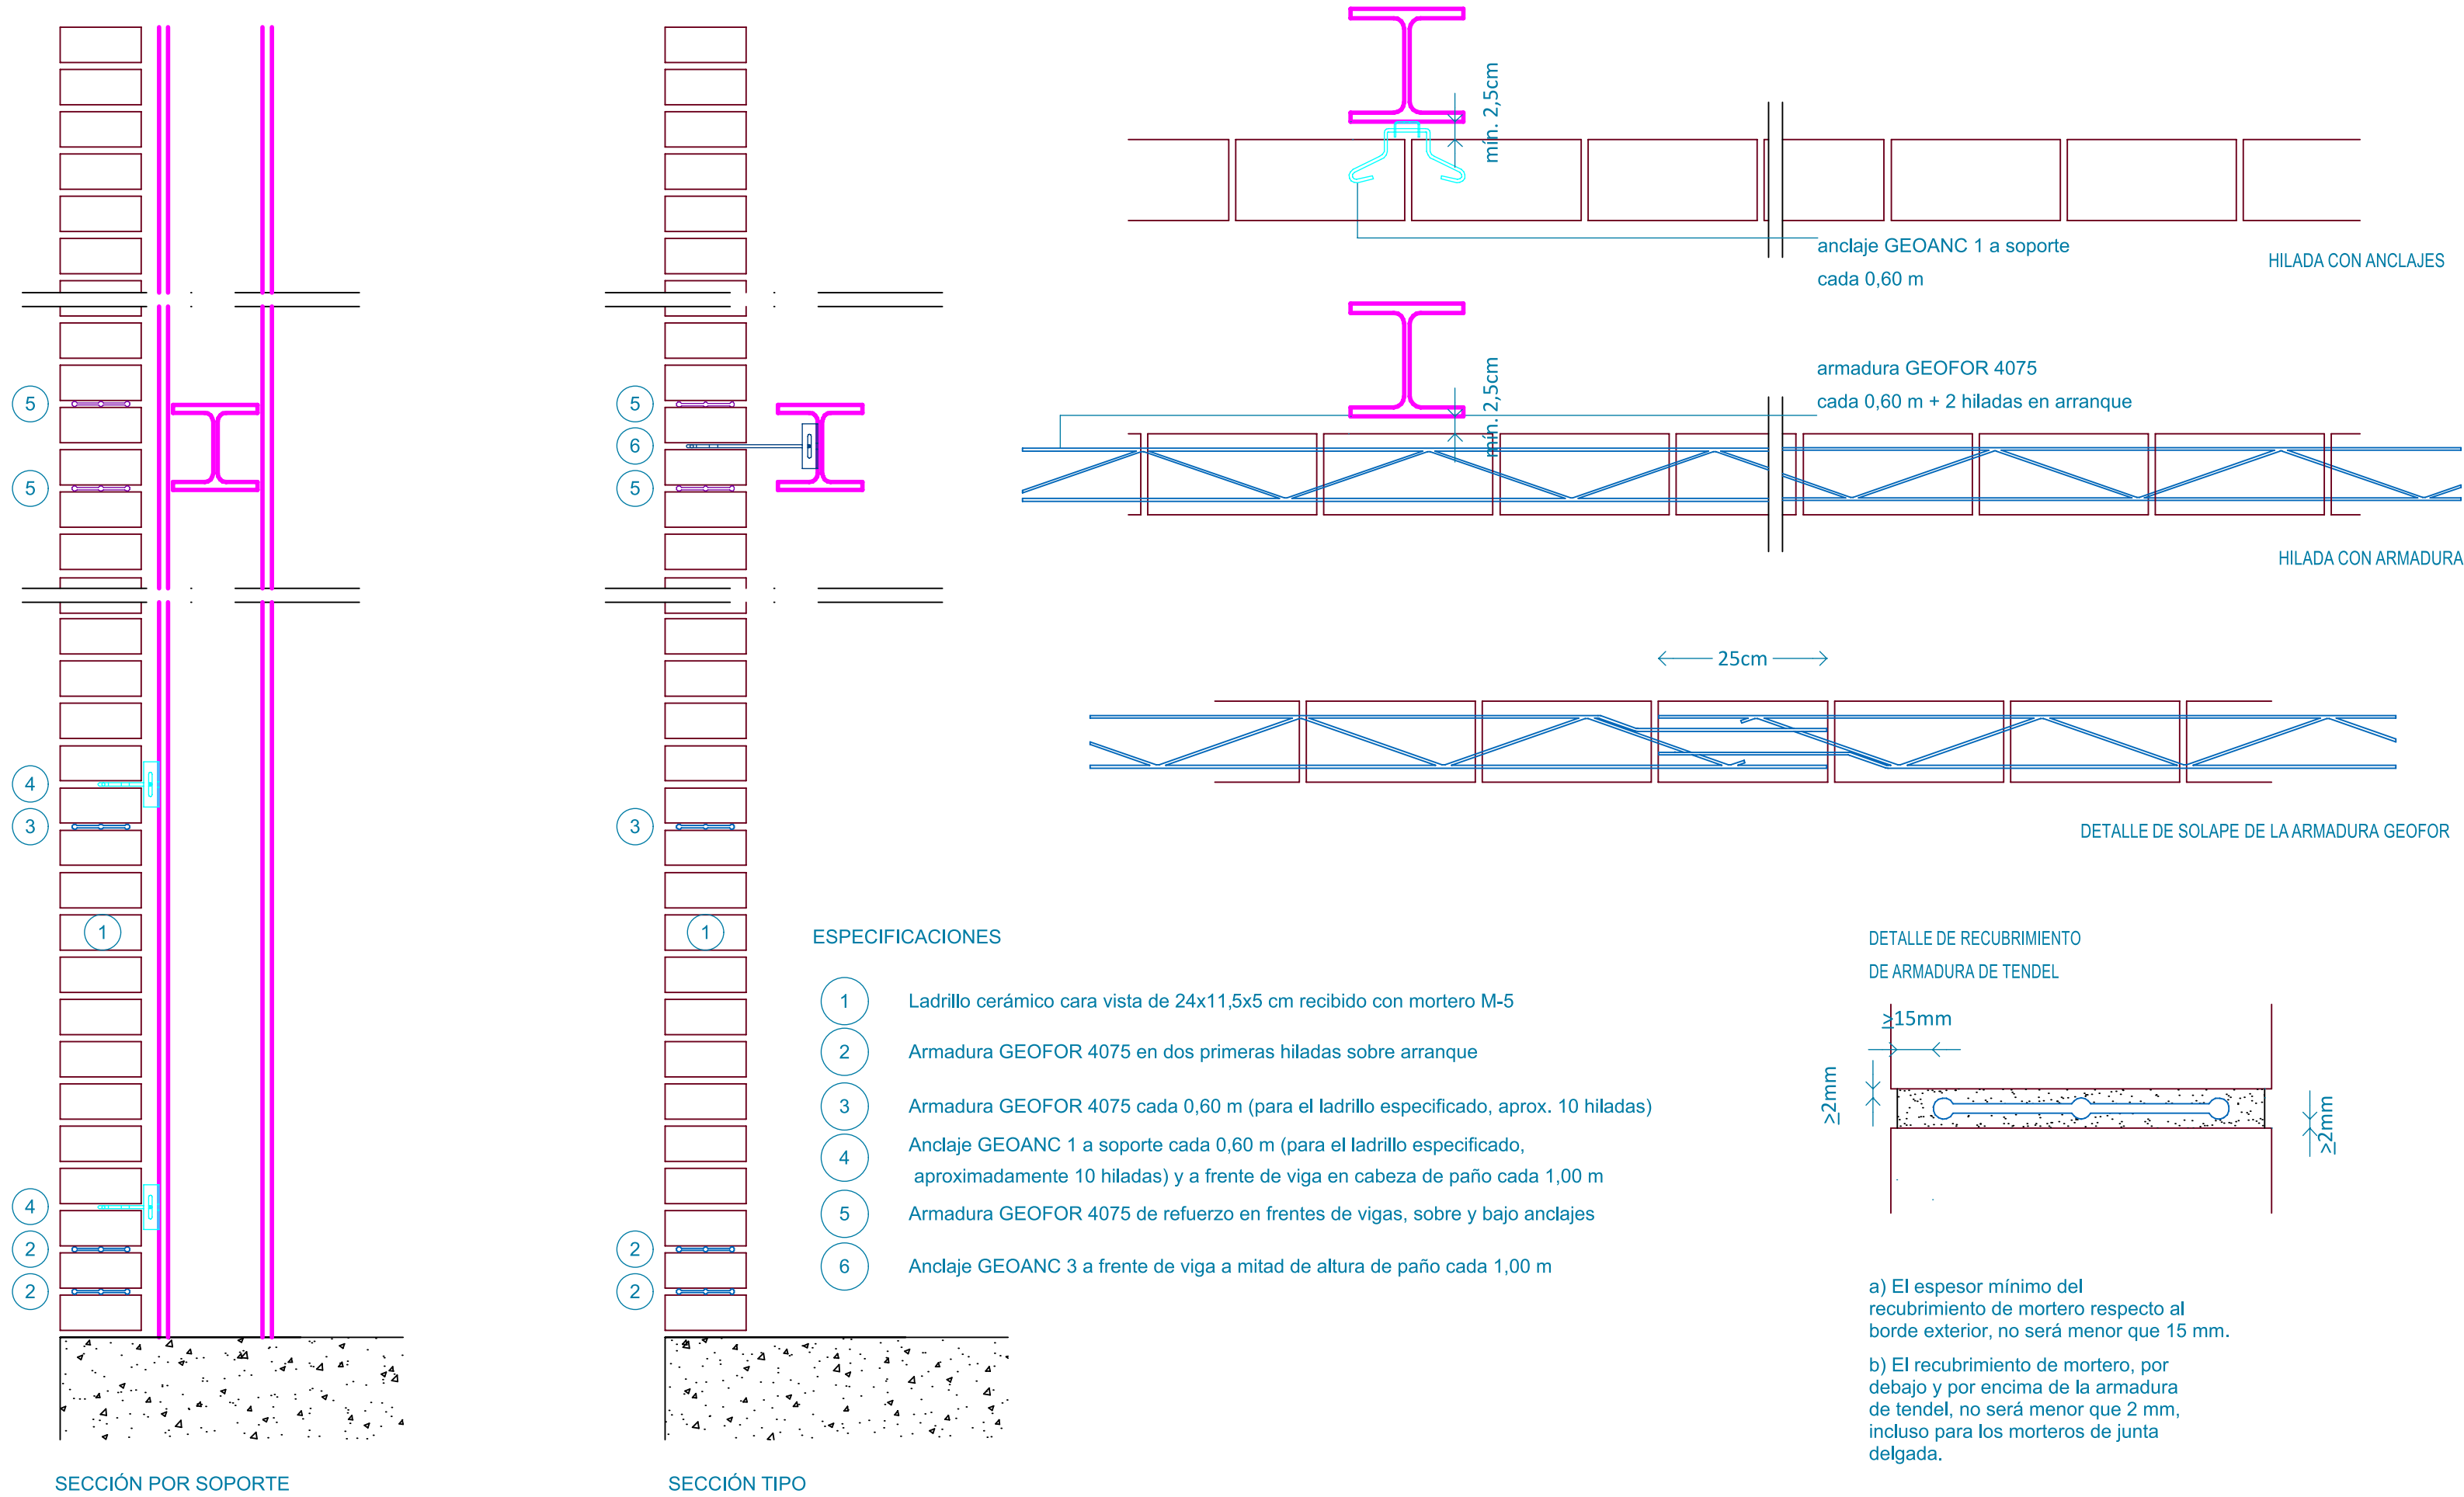 5
5
4
3
1
4
2
2
SECCIÓN POR SOPORTE
5
6
5
3
1
2
2
SECCIÓN TIPO
mín. 2,5cm
anclaje GEOANC 1 a soporte
cada 0,60 m
HILADA CON ANCLAJES
mín. 2,5cm
armadura GEOFOR 4075
cada 0,60 m + 2 hiladas en arranque
HILADA CON ARMADURA
25cm
DETALLE DE SOLAPE DE LA ARMADURA GEOFOR
ESPECIFICACIONES
1 Ladrillo cerámico cara vista de 24x11,5x5 cm recibido con mortero M-5
2 Armadura GEOFOR 4075 en dos primeras hiladas sobre arranque
3 Armadura GEOFOR 4075 cada 0,60 m (para el ladrillo especificado, aprox. 10 hiladas)
4 Anclaje GEOANC 1 a soporte cada 0,60 m (para el ladrillo especificado,
aproximadamente 10 hiladas) y a frente de viga en cabeza de paño cada 1,00 m
5 Armadura GEOFOR 4075 de refuerzo en frentes de vigas, sobre y bajo anclajes
6 Anclaje GEOANC 3 a frente de viga a mitad de altura de paño cada 1,00 m
DETALLE DE RECUBRIMIENTO
DE ARMADURA DE TENDEL
≥15mm
≥2mm
≥2mm
a) El espesor mínimo del
recubrimiento de mortero respecto al
borde exterior, no será menor que 15 mm.
b) El recubrimiento de mortero, por
debajo y por encima de la armadura
de tendel, no será menor que 2 mm,
incluso para los morteros de junta
delgada.